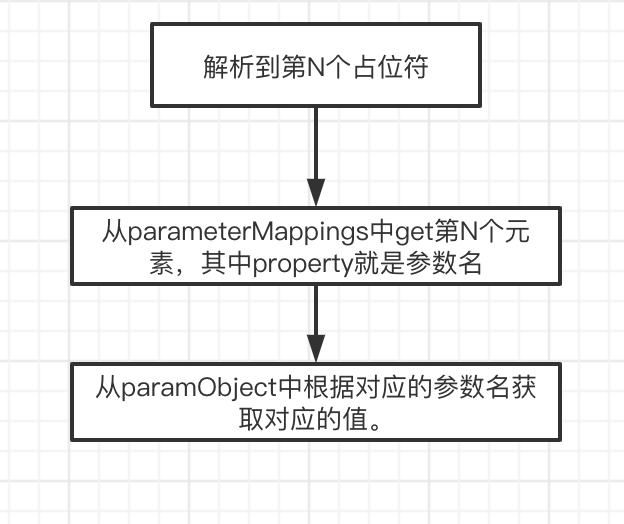 解析到第N个占位符
从parameterMappings中get第N个元
素，其中property就是参数名
从paramObject中根据对应的参数名获
取对应的值。